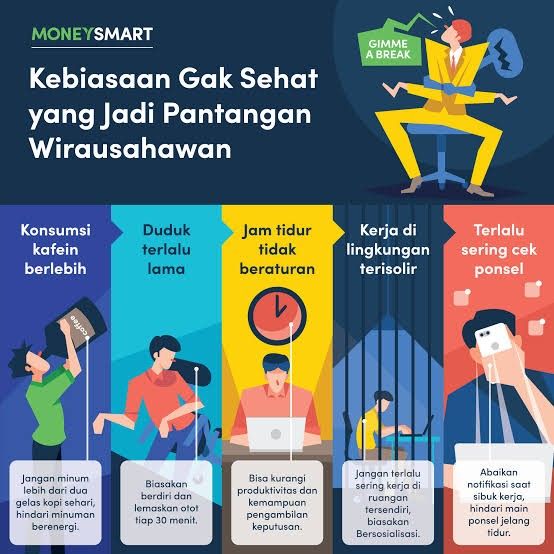 MONEYSMART
Kebiasaan Gak Sehat
yang Jadi Pantangan
Wirausahawan
GIMME
A BREAK
Konsumsi
kafein
berlebih
Duduk
terlalu
lama
Jam tidur
tidak
beraturan
Kerja di
lingkungan
terisolir
Terlalu
sering cek
ponsel
coffee
Jangan minum
lebih dari dua
gelas kopi sehari,
hindari minuman
berenergi.
Biasakan
berdiri dan
lemaskan otot
tiap 30 menit.
Bisa kurangi
produktivitas dan
kemampuan
pengambilan
keputusan.
Jangan terlalu
sering kerja di
ruangan
tersendiri,
biasakan
Bersosialisasi.
Abaikan
notifikasi saat
sibuk kerja,
hindari main
ponsel jelang
tidur.